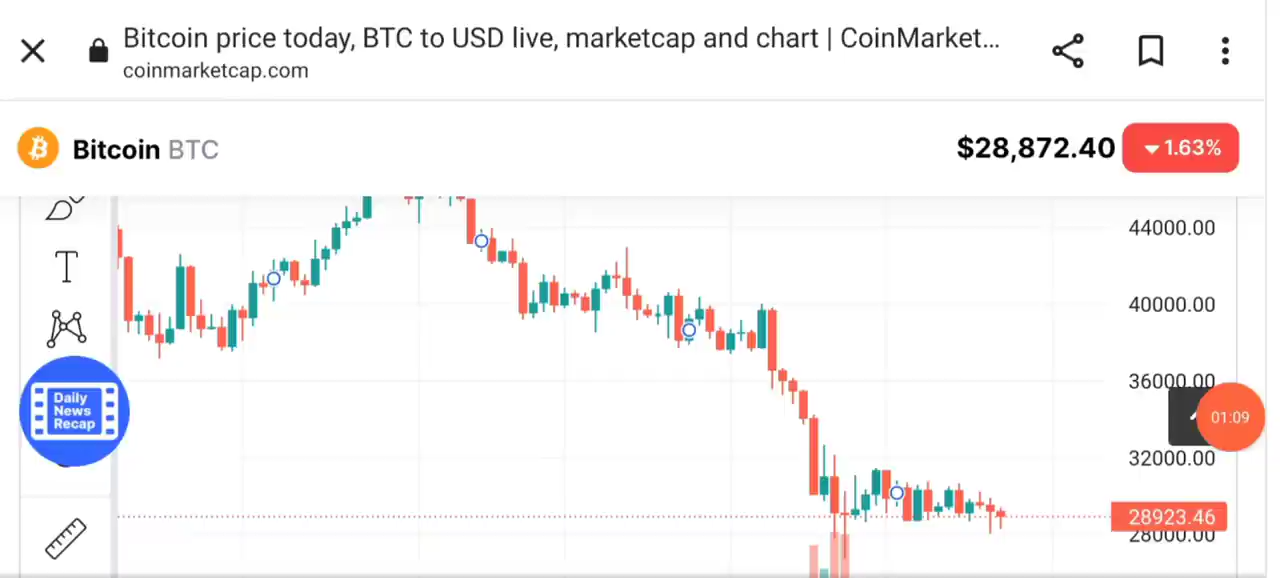 Bitcoin price today, BTC to USD live, marketcap and chart | CoinMarket...
coinmarketcap.com
Bitcoin BTC
$28,872.40
1.63%
44000.00
T
40000.00
36000.00
Daily
News
Recap
01:09
32000.00
28923.46
28000.00